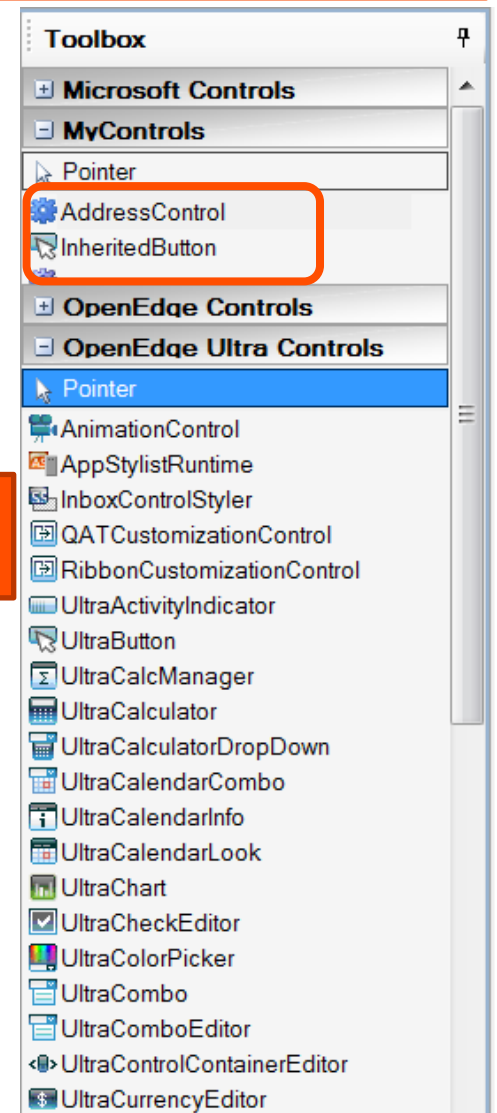 Toolbox
Microsoft Controls
MyControls
Pointer
AddressControl
InheritedButton
OpenEdge Controls
OpenEdge Ultra Controls
Pointer
AnimationControl
AppStylistRuntime
InboxControlStyler
QATCustomizationControl
RibbonCustomizationControl
UltraActivityIndicator
UltraButton
UltraCalcManager
UltraCalculator
UltraCalculatorDropDown
UltraCalendarCombo
UltraCalendarInfo
UltraCalendarLook
UltraChart
UltraCheckEditor
UltraColorPicker
UltraCombo
UltraComboEditor
UltraControlContainerEditor
UltraCurrencyEditor